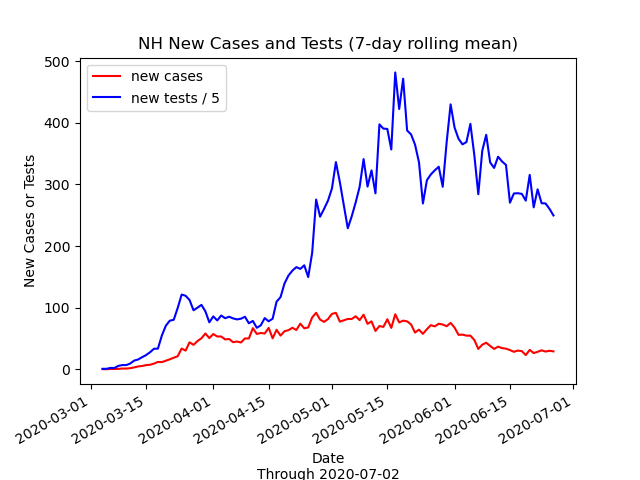 NH New Cases and Tests (7-day rolling mean)
new cases
new tests / 5
New Cases or Tests
500
400
300
200
100
0
2020-03-01
2020-03-15
2020-04-01
2020-04-15
2020-05-01
2020-05-15
2020-06-01
2020-06-15
2020-07-01
Date
Through 2020-07-02